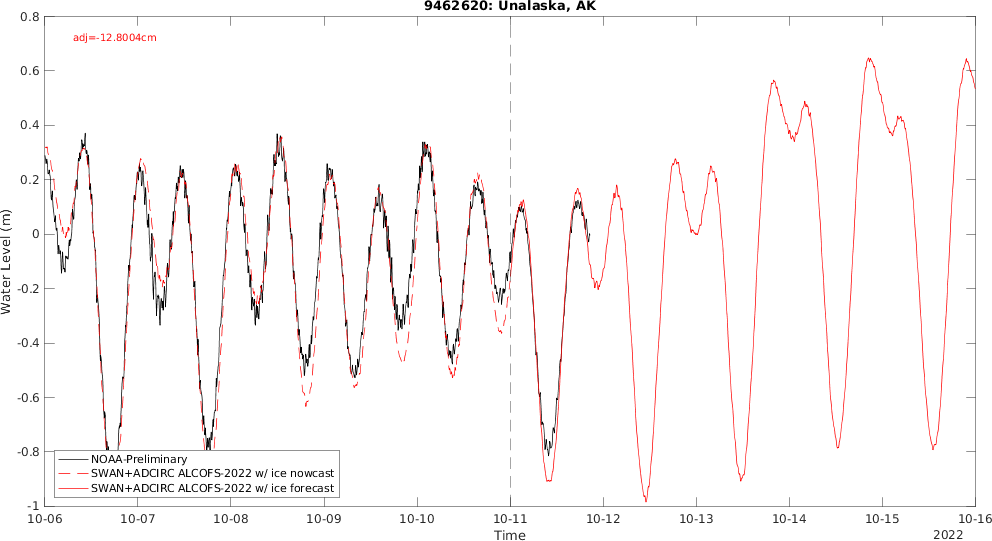 9462620: Unalaska, AK
adj=-12.8004cm
0.8
0.6
0.4
0.2
0
-0.2
-0.4
-0.6
-0.8
-1
Water Level (m)
NOAA-Preliminary
SWAN+ADCIRC ALCOFS-2022 w/ ice nowcast
SWAN+ADCIRC ALCOFS-2022 w/ ice forecast
10-06 10-07 10-08 10-09 10-10 10-11 10-12 10-13 10-14 10-15 10-16
Time
2022